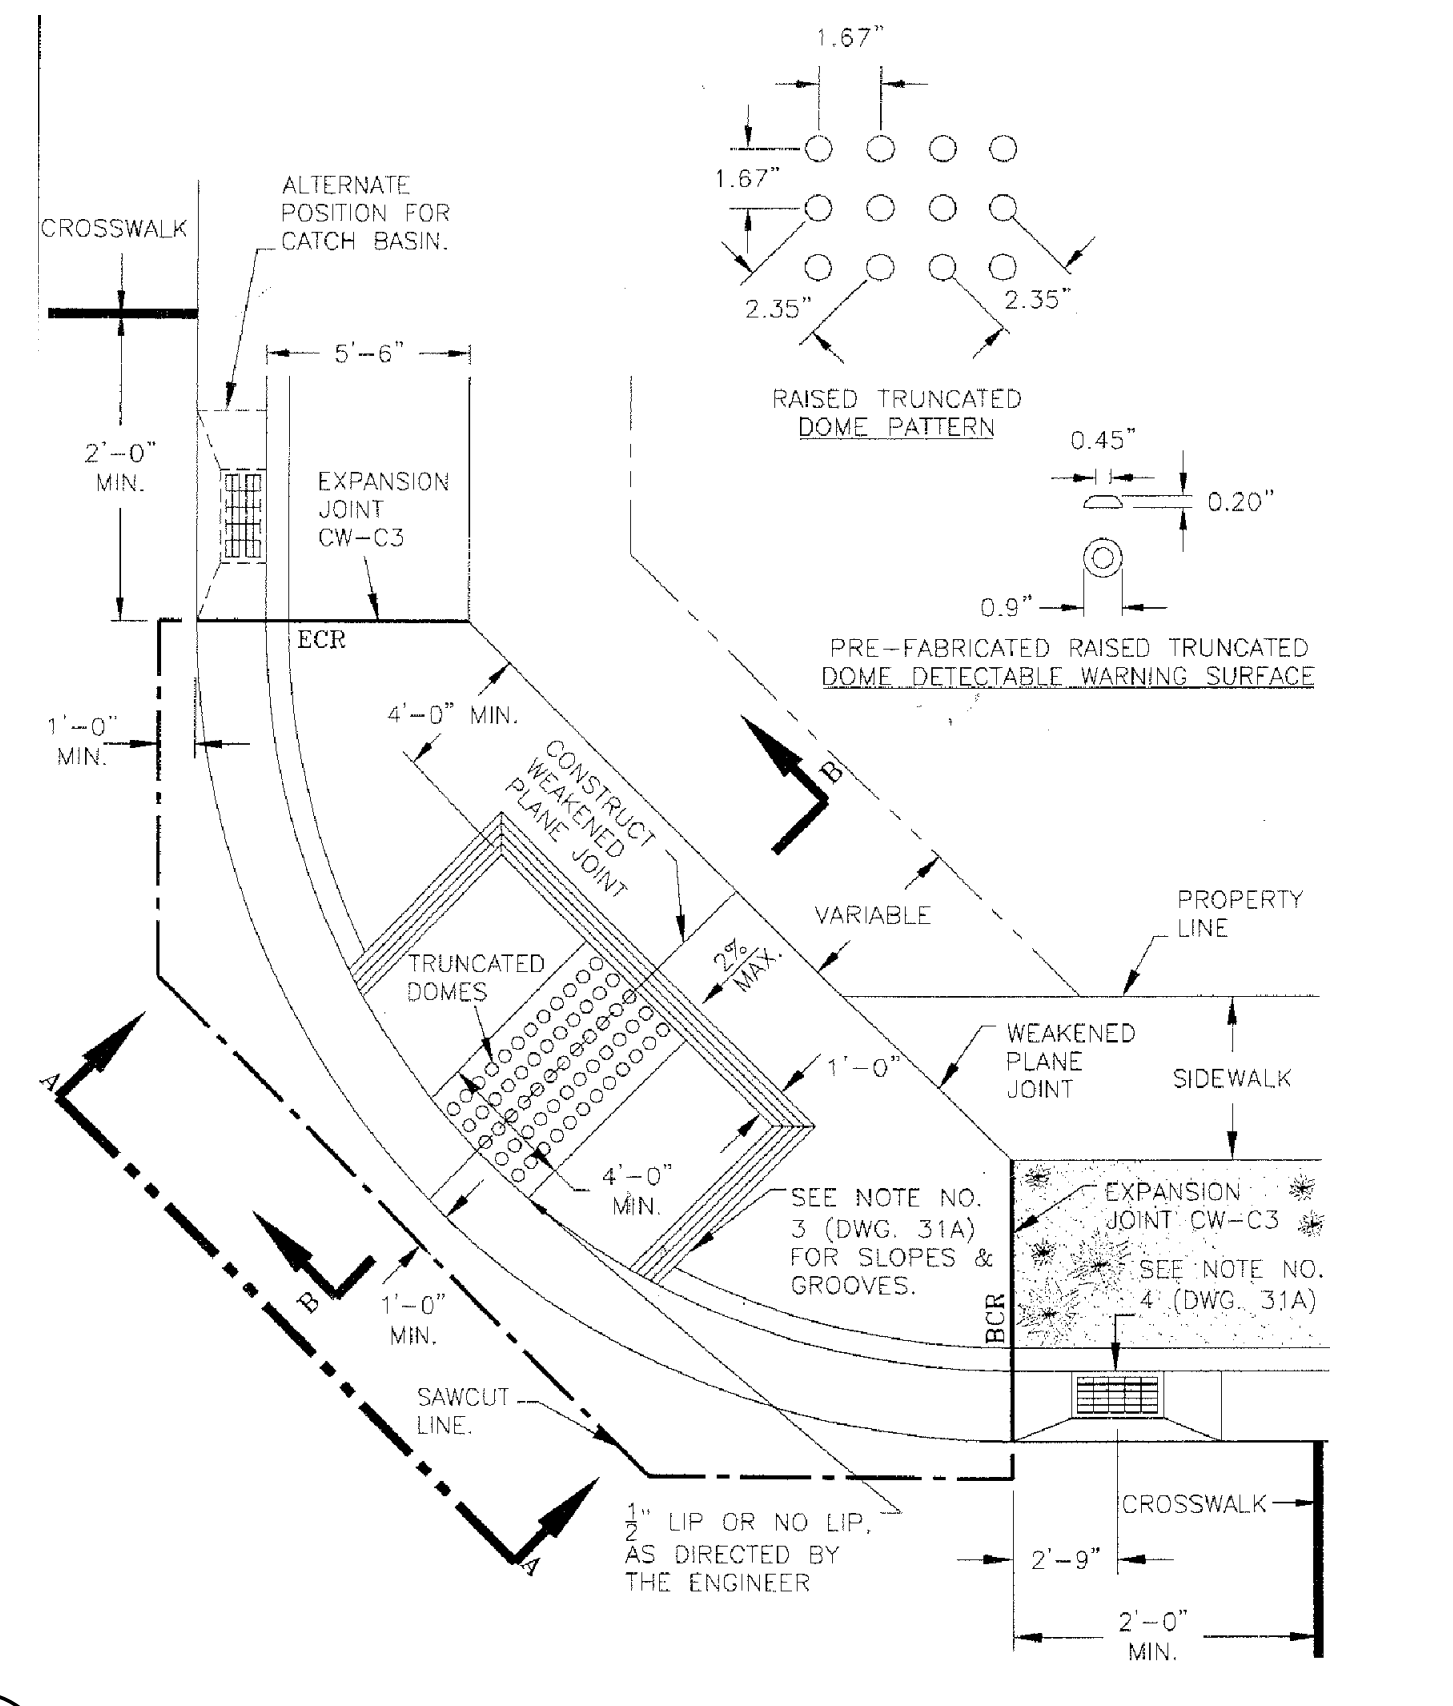 1.67”
1.67”
2.35”
2.35”
RAISED TRUNCATED
DOME PATTERN
ALTERNATE
POSITION FOR
CATCH BASIN.
CROSSWALK
5'-6"
2'-0"
MIN.
EXPANSION
JOINT
CW-C3
0.45”
0.20”
0.9”
PRE-FABRICATED RAISED TRUNCATED
DOME DETECTABLE WARNING SURFACE
ECR
1'-0"
MIN.
4'-0" MIN.
CONSTRUCT
WEAKENED
PLANE JOINT
B
VARIABLE
PROPERTY
LINE
2%
MAX.
TRUNCATED
DOMES
WEAKENED
PLANE
JOINT
1'-0"
SIDEWALK
A
4'-0"
MIN.
SEE NOTE NO.
3 (DWG. 31A)
FOR SLOPES &
GROOVES.
EXPANSION
JOINT CW-C3
SEE NOTE NO.
4 (DWG. 31A)
BCR
B
1'-0"
MIN.
SAWCUT
LINE.
A
1/2" LIP OR NO LIP,
AS DIRECTED BY
THE ENGINEER
CROSSWALK
2'-9"
2'-0"
MIN.